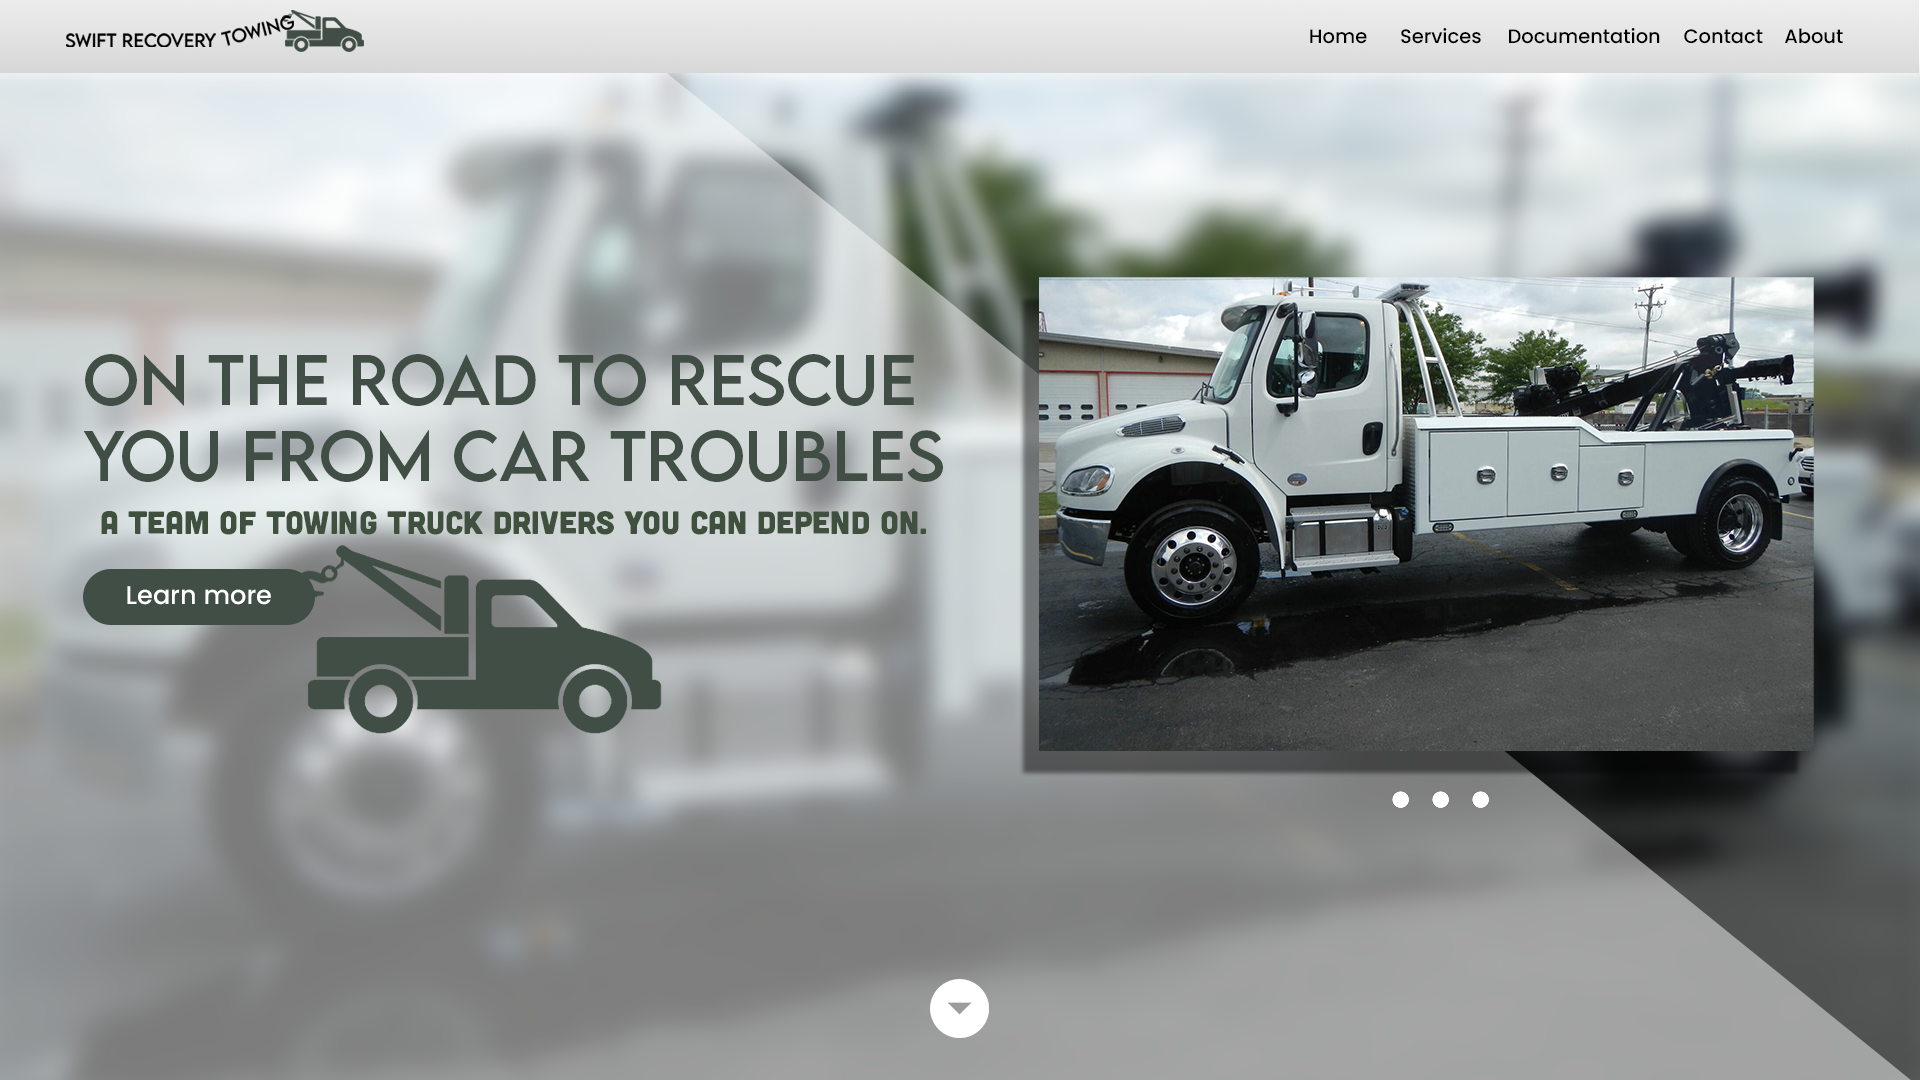 SWIFT RECOVERY TOWING
Home Services Documentation Contact About
ON THE ROAD TO RESCUE
YOU FROM CAR TROUBLES
A TEAM OF TOWING TRUCK DRIVERS YOU CAN DEPEND ON.
Learn more